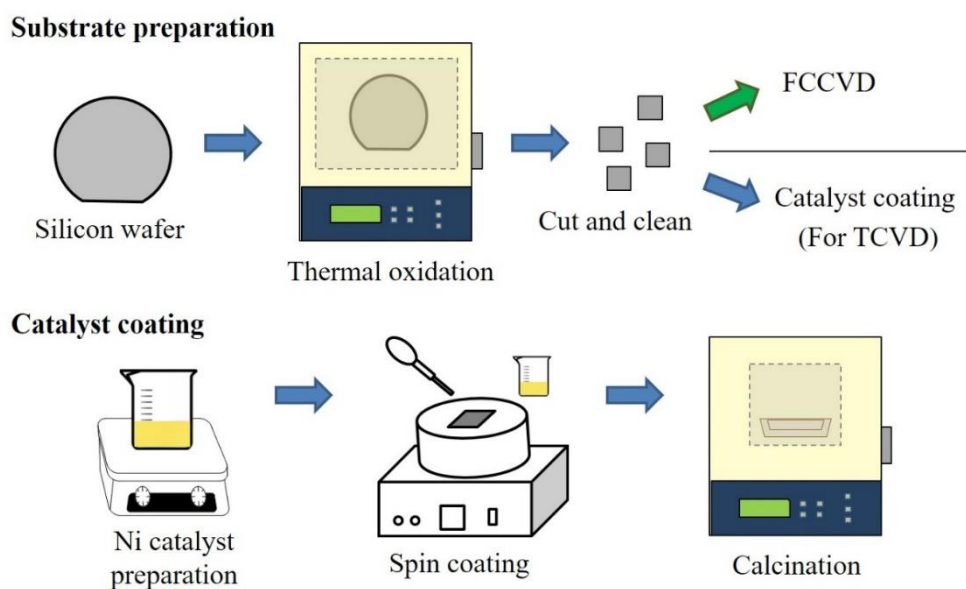 Substrate preparation
Silicon wafer
Thermal oxidation
Cut and clean
FCCVD
Catalyst coating
(For TCVD)
Catalyst coating
Ni catalyst
preparation
Spin coating
Calcination